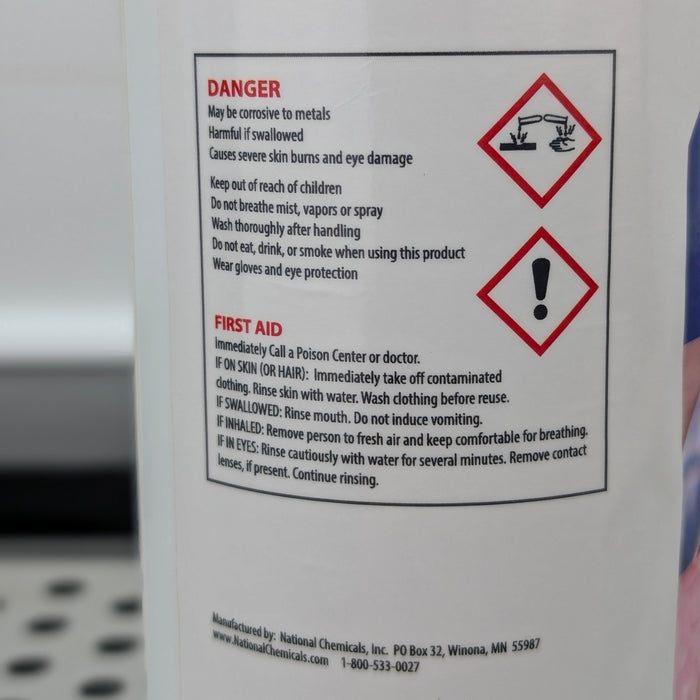 DANGER
May be corrosive to metals
Harmful if swallowed
Causes severe skin burns and eye damage
Keep out of reach of children
Do not breathe mist, vapors or spray
Wash thoroughly after handling
Do not eat, drink, or smoke when using this product
Wear gloves and eye protection
FIRST AID
Immediately Call a Poison Center or doctor.
IF ON SKIN (OR HAIR): Immediately take off contaminated
clothing. Rinse skin with water. Wash clothing before reuse.
IF SWALLOWED: Rinse mouth. Do not induce vomiting.
IF INHALED: Remove person to fresh air and keep comfortable for breathing.
IF IN EYES: Rinse cautiously with water for several minutes. Remove contact
lenses, if present. Continue rinsing.
Manufactured by: National Chemicals, Inc. PO Box 32, Winona, MN 55987
www.NationalChemicals.com 1-800-533-0027